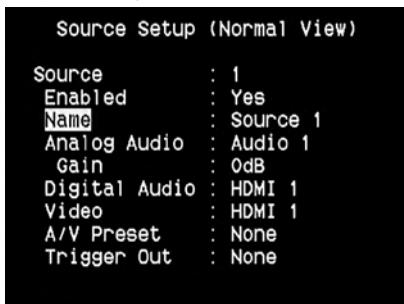 Source Setup (Normal View)
Source : 1
Enabled : Yes
Name : Source 1
Analog Audio : Audio 1
Gain : 0dB
Digital Audio : HDMI 1
Video : HDMI 1
A/V Preset : None
Trigger Out : None